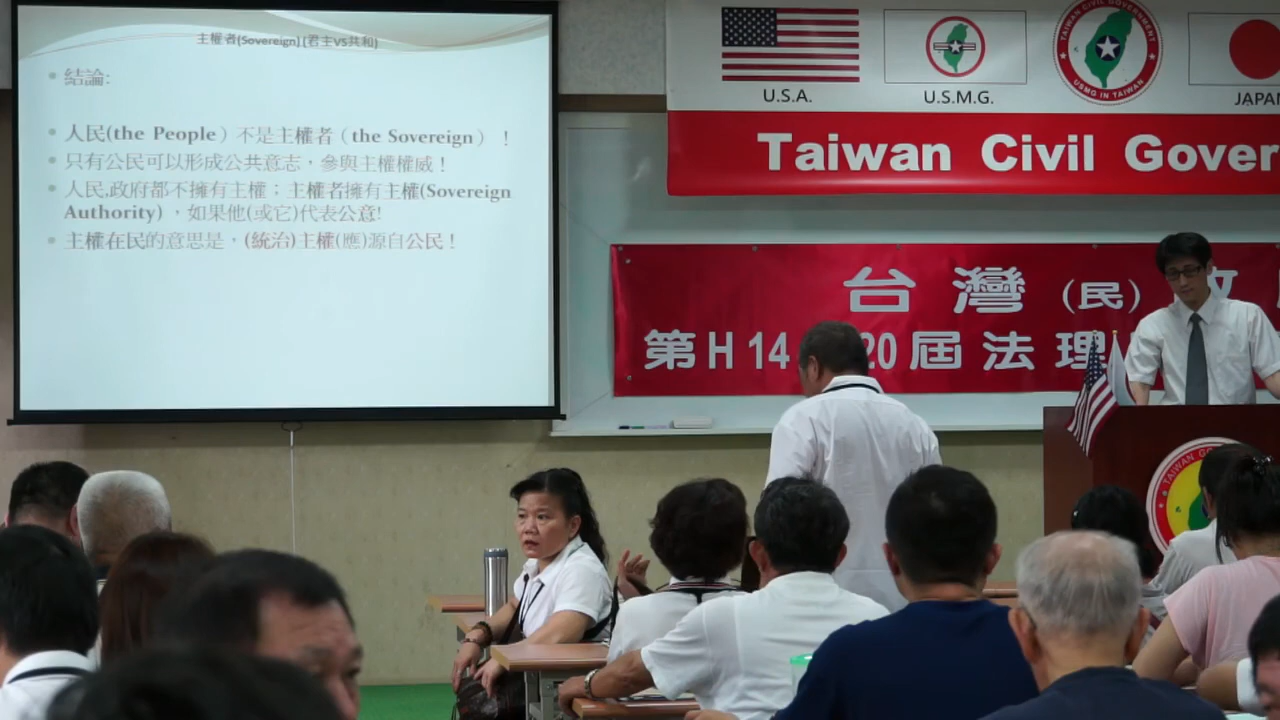 主權者(Sovereign) (君主VS共和)
結論:
人民(the People）不是主權者（the Sovereign）！
只有公民可以形成公共意志，參與主權權威！
人民,政府都不擁有主權；主權者擁有主權(Sovereign
Authority) ，如果他(或它)代表公意!
主權在民的意思是，(統治)主權(應)源自公民！
U.S.A.
U.S.M.G.
TAIWAN CIVIL GOVERNMENT
USMG IN TAIWAN
JAPAN
Taiwan Civil Gover
台灣（民）政
第H14 20屆法理
TAIWAN